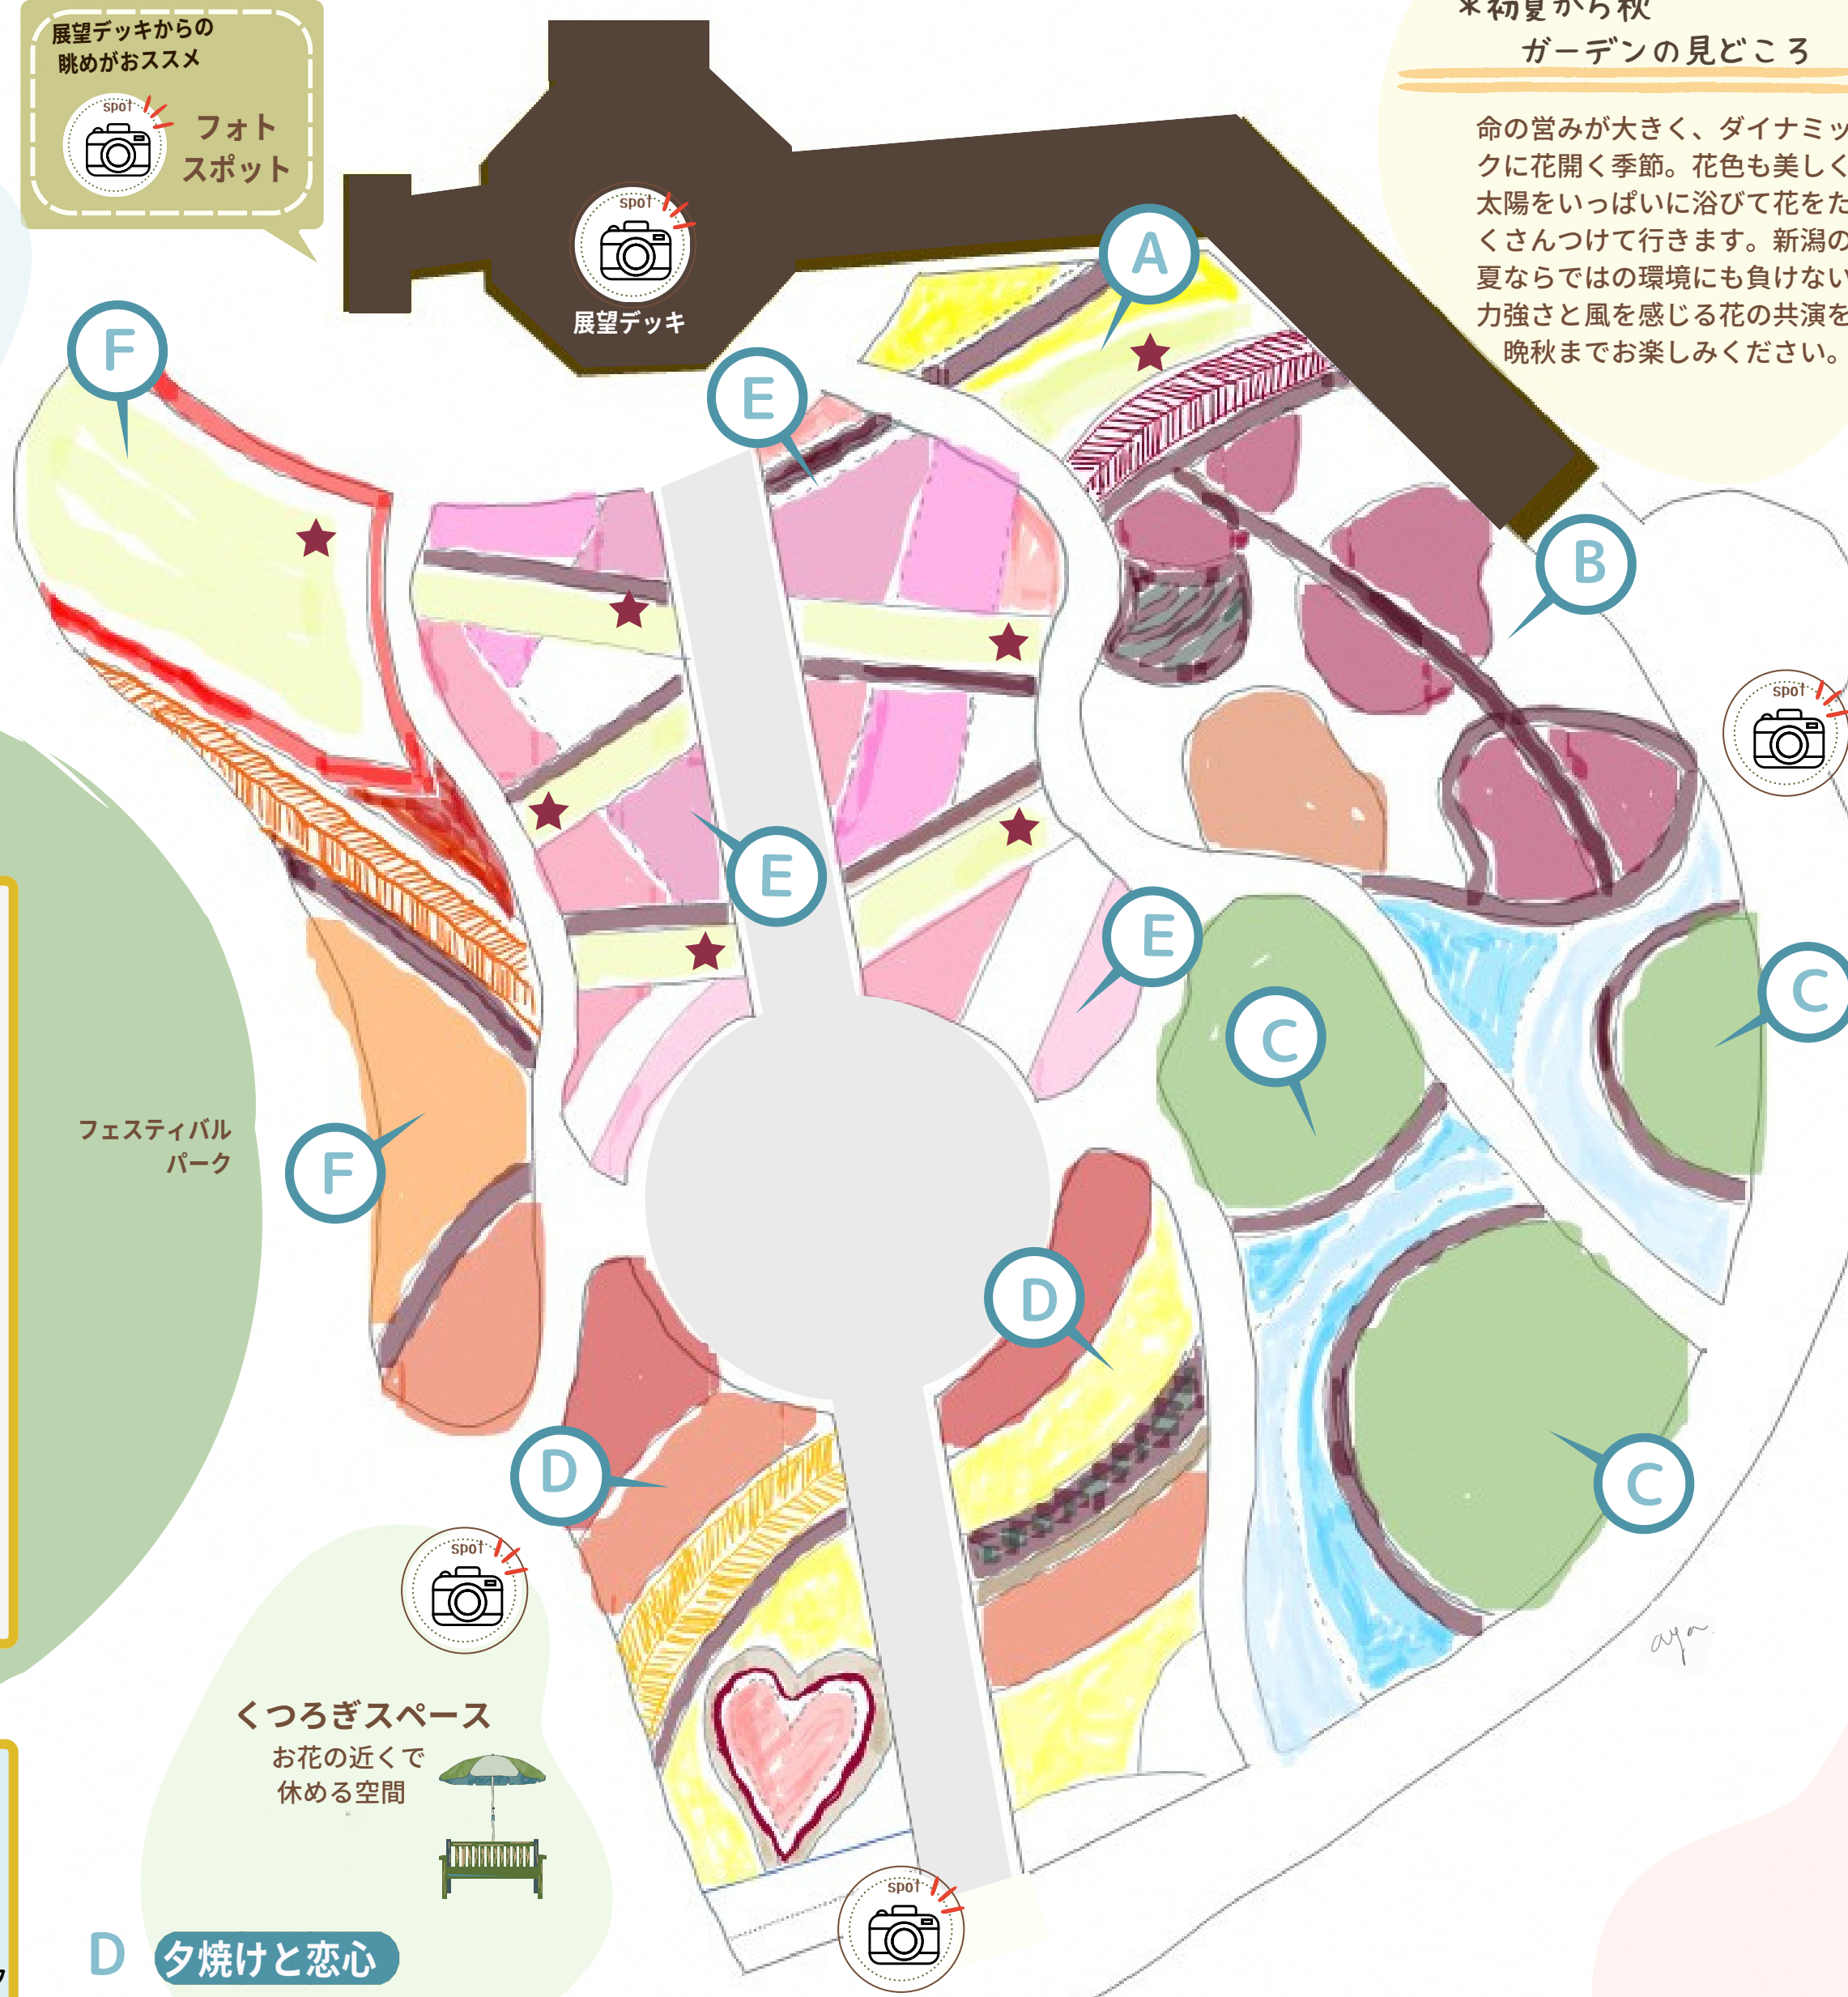 展望デッキからの
眺めがおススメ
spot
フォト
スポット
*初夏から秋
ガーデンの見どころ
命の営みが大きく、ダイナミッ
クに花開く季節。花色も美しく
太陽をいっぱいに浴びて花をた
くさんつけて行きます。新潟の
夏ならではの環境にも負けない
力強さと風を感じる花の共演を
晩秋までお楽しみください。
spot
展望デッキ
A
F
E
B
spot
E
E
C
C
フェスティバル
パーク
F
D
D
C
spot
aya
くつろぎスペース
お花の近くで
休める空間
spot
D 夕焼けと恋心